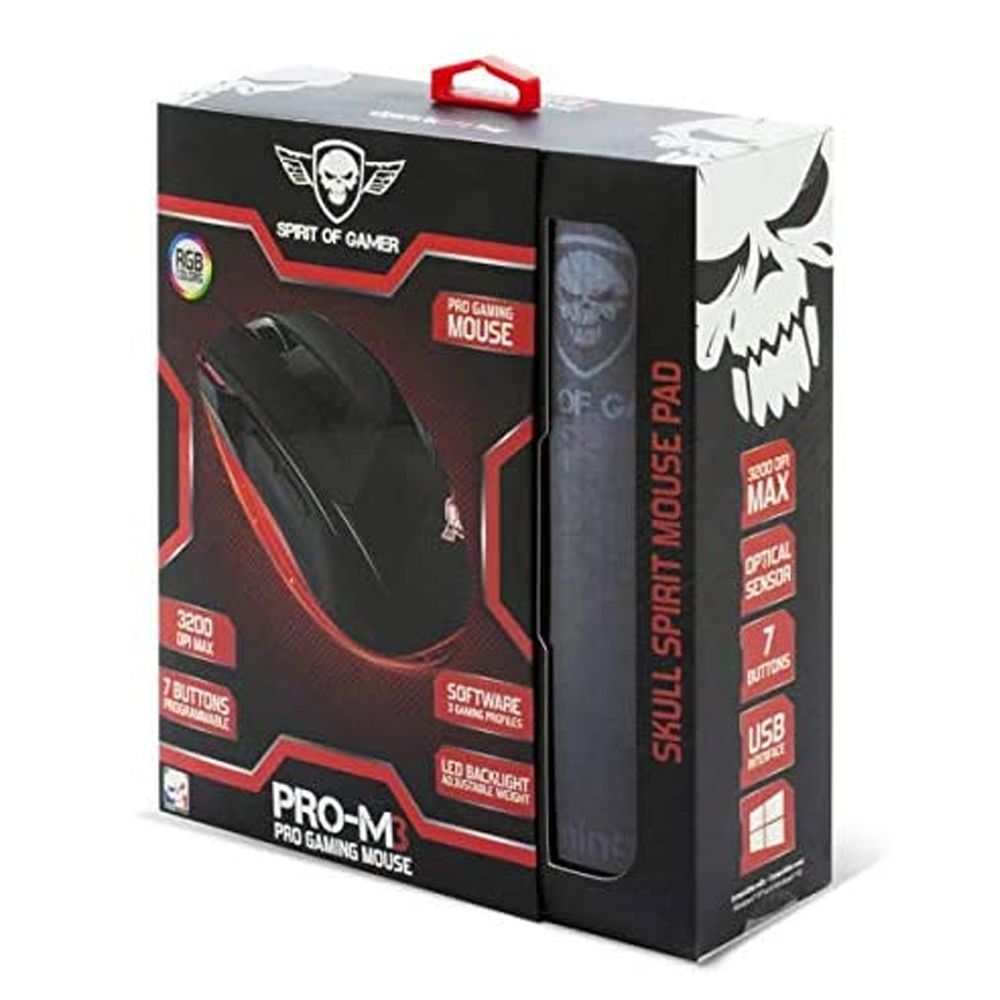 SPIRIT OF GAMER
RGB
COLORS
PRO GAMING
MOUSE
3200
DPI MAX
7 BUTTONS
PROGRAMMABLE
SOFTWARE
3 GAMING PROFILES
LED BACKLIGHT
ADJUSTABLE WEIGHT
PRO-M3
PRO GAMING MOUSE
OF G
SKULL SPIRIT MOUSE PAD
3200 DPI
MAX
OPTICAL
SENSOR
7
BUTTONS
USB
INTERFACE